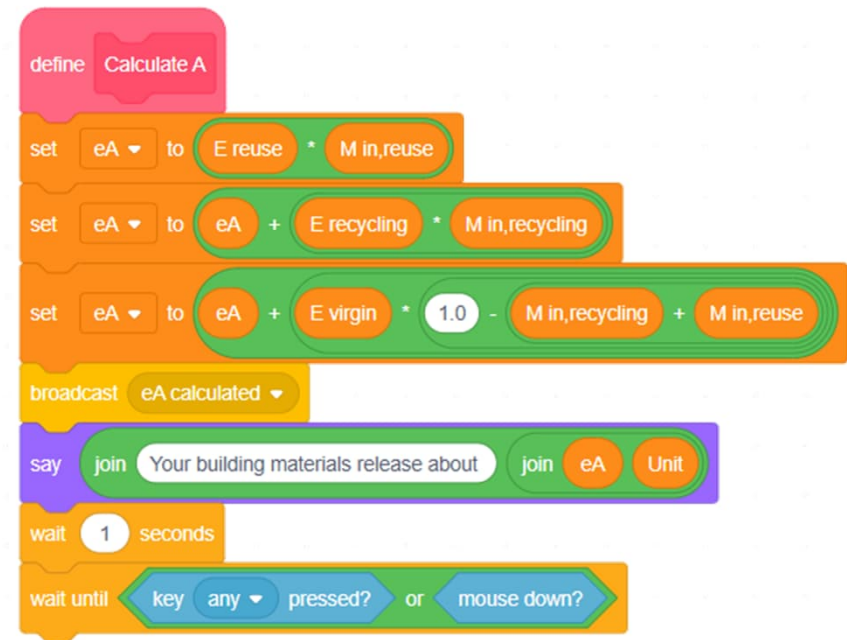 define Calculate A
set eA to E reuse * M in,reuse
set eA to eA + E recycling * M in,recycling
set eA to eA + E virgin * 1.0 - M in,recycling + M in,reuse
broadcast eA calculated
say join Your building materials release about join eA Unit
wait 1 seconds
wait until key any pressed? or mouse down?